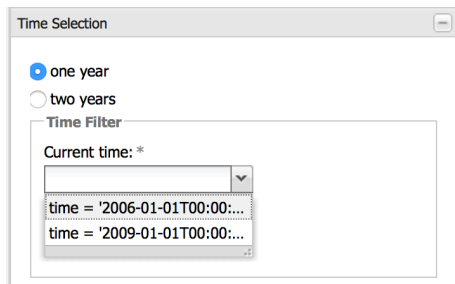 Time Selection
one year
two years
Time Filter
Current time: *
time = '2006-01-01T00:00:...
time = '2009-01-01T00:00:...